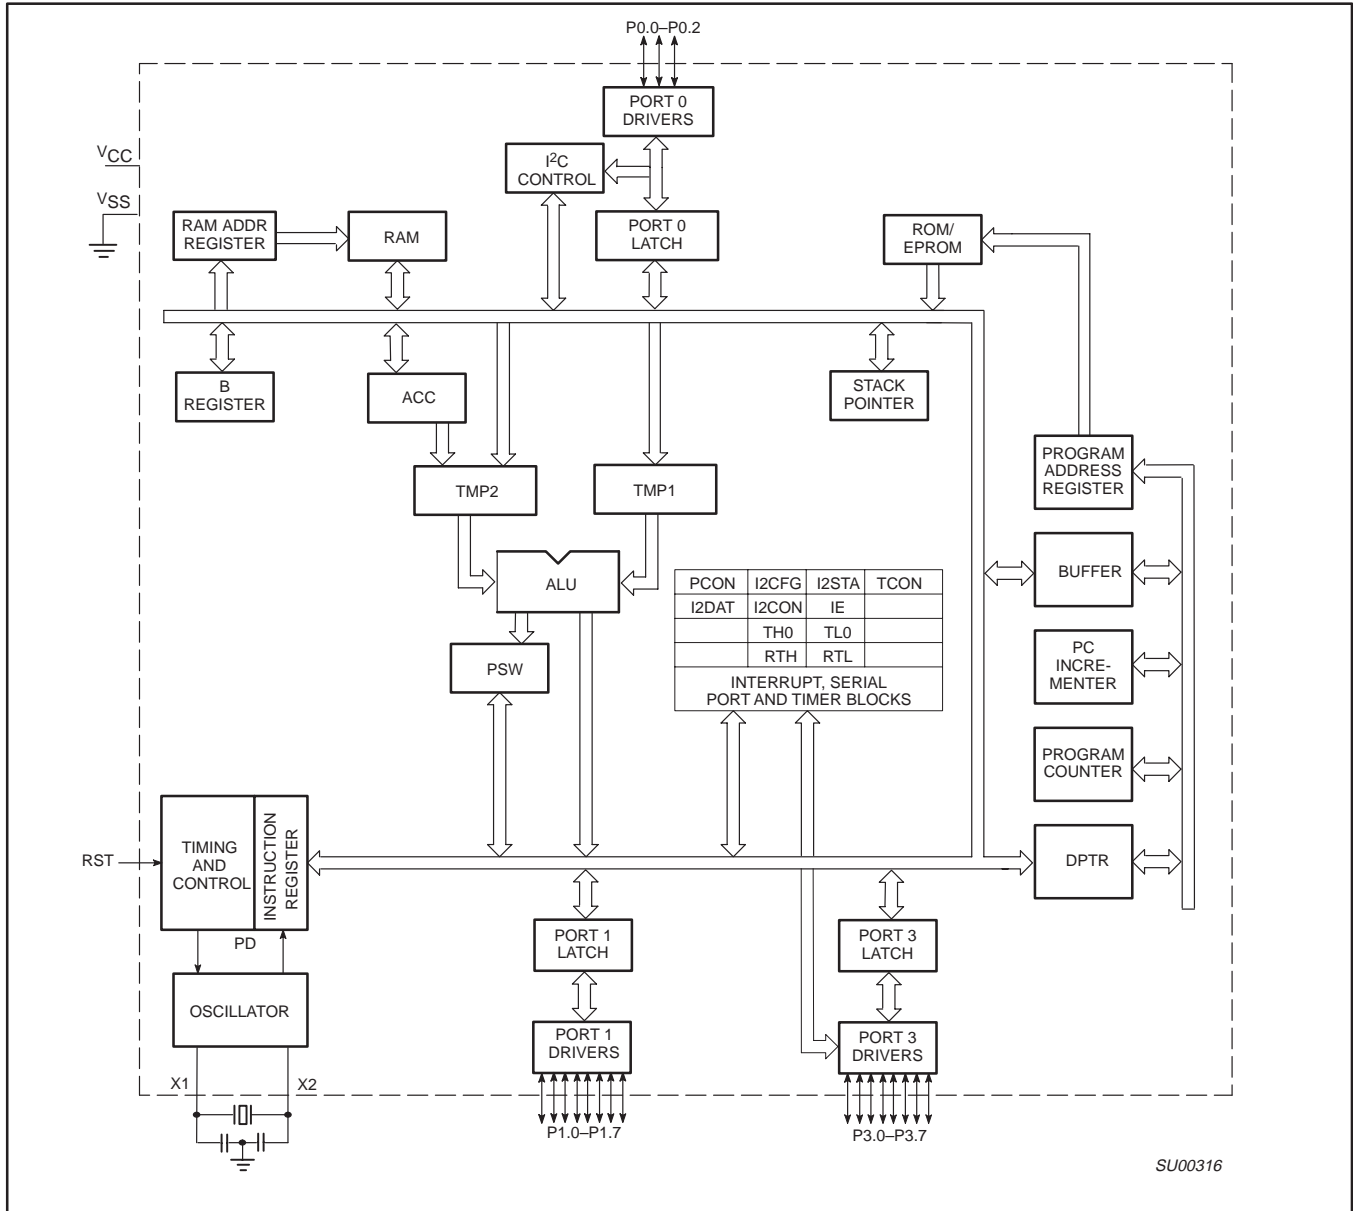 P0.0–P0.2
PORT 0
DRIVERS
VCC
I2C
CONTROL
VSS
RAM ADDR
REGISTER
RAM
PORT 0
LATCH
ROM/
EPROM
B
REGISTER
ACC
STACK
POINTER
PROGRAM
ADDRESS
REGISTER
TMP2
TMP1
ALU
BUFFER
PCON I2CFG I2STA TCON
I2DAT I2CON IE
TH0 TL0
RTH RTL
INTERRUPT, SERIAL
PORT AND TIMER BLOCKS
PSW
PC
INCRE-
MENTER
PROGRAM
COUNTER
RST
TIMING
AND
CONTROL
INSTRUCTION
REGISTER
DPTR
PD
PORT 1
LATCH
PORT 3
LATCH
OSCILLATOR
PORT 1
DRIVERS
PORT 3
DRIVERS
X1
X2
P1.0–P1.7
P3.0–P3.7
SU00316